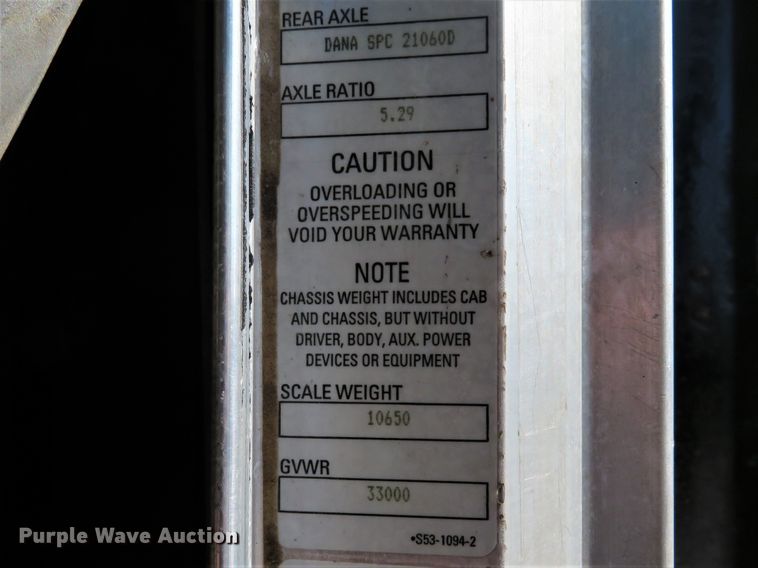 REAR AXLE
DANA SPC 21060D
AXLE RATIO
5.29
CAUTION
OVERLOADING OR
OVERSPEEDING WILL
VOID YOUR WARRANTY
NOTE
CHASSIS WEIGHT INCLUDES CAB
AND CHASSIS, BUT WITHOUT
DRIVER, BODY, AUX. POWER
DEVICES OR EQUIPMENT
SCALE WEIGHT
10650
GVWR
33000
•S53-1094-2
Purple Wave Auction®